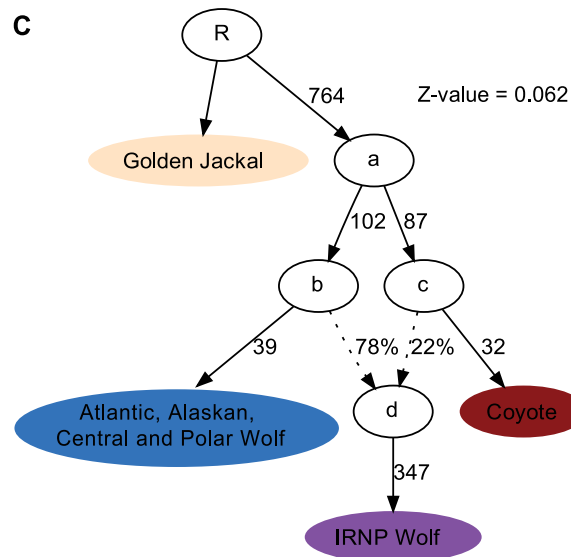 C
R
764
Z-value = 0.062
Golden Jackal
a
102
87
b
c
39
78%
22%
32
Atlantic, Alaskan,
Central and Polar Wolf
d
Coyote
347
IRNP Wolf